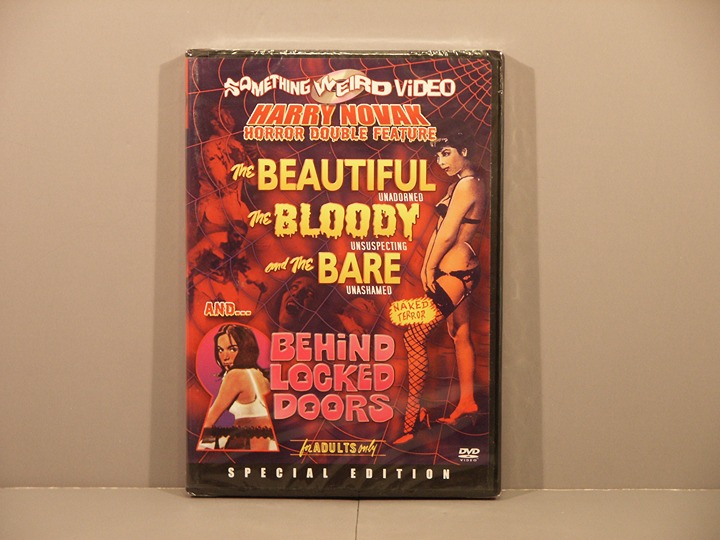 SOMETHING WEIRD VIDEO
HARRY NOVAK
HORROR DOUBLE FEATURE
The BEAUTIFUL
UNADORNED
The BLOODY
UNSUSPECTING
and The BARE
UNASHAMED
NAKED
TERROR
AND...
BEHiND
LOCKED
DOORS
for ADULTS only
DVD
VIDEO
SPECIAL EDITION